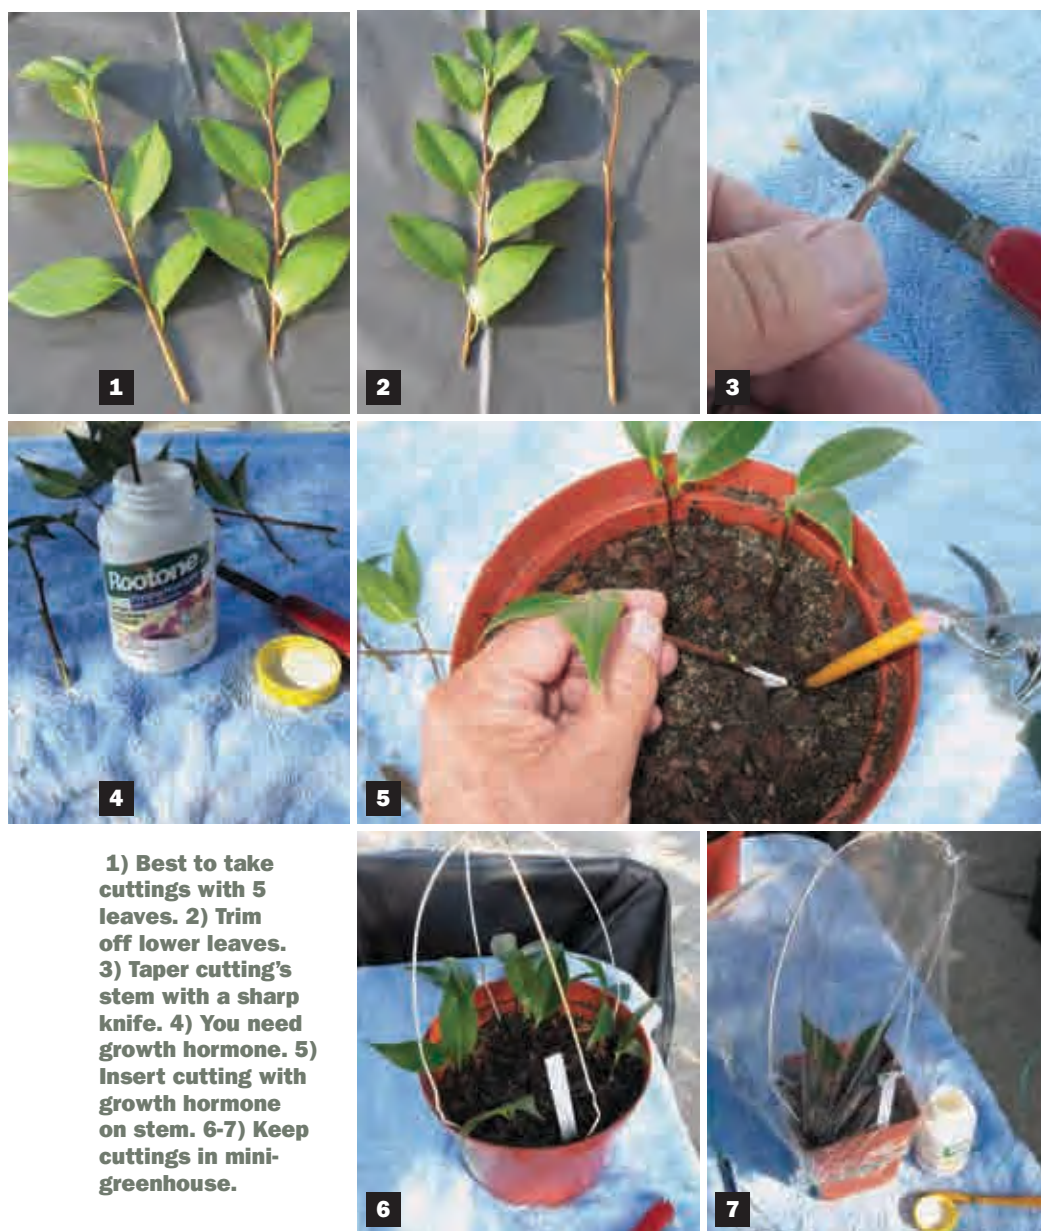 1
2
3
Rootone
4
5
1) Best to take
cuttings with 5
leaves. 2) Trim
off lower leaves.
3) Taper cutting's
stem with a sharp
knife. 4) You need
growth hormone. 5)
Insert cutting with
growth hormone
on stem. 6-7) Keep
cuttings in mini-
greenhouse.
6
7